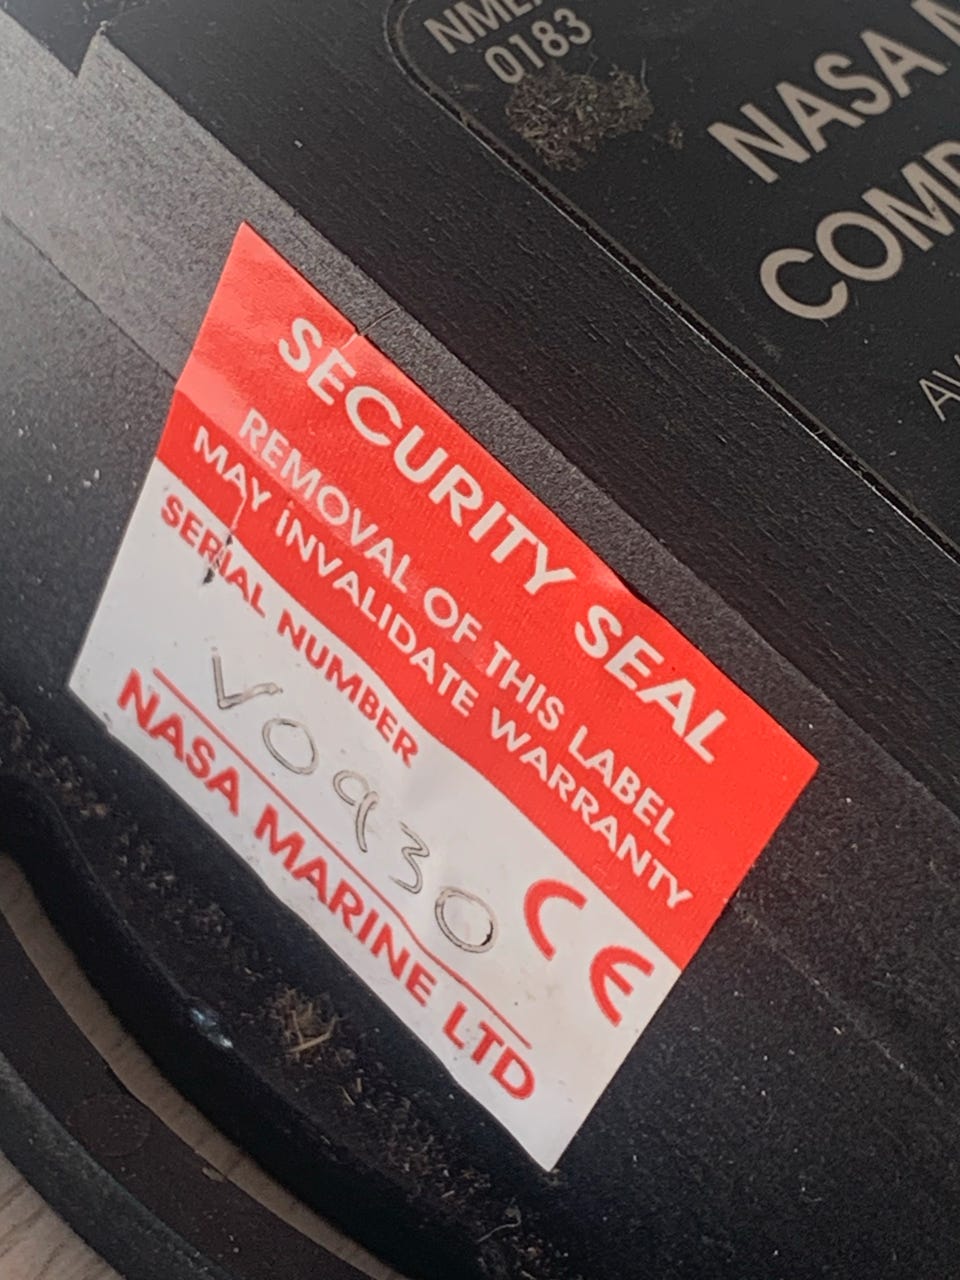 NMEA
0183
NASA M
COMP
AV
SECURITY SEAL
REMOVAL OF THIS LABEL
MAY iNVALIDATE WARRANTY
SERIAL NUMBER
V0930
CE
NASA MARINE LTD